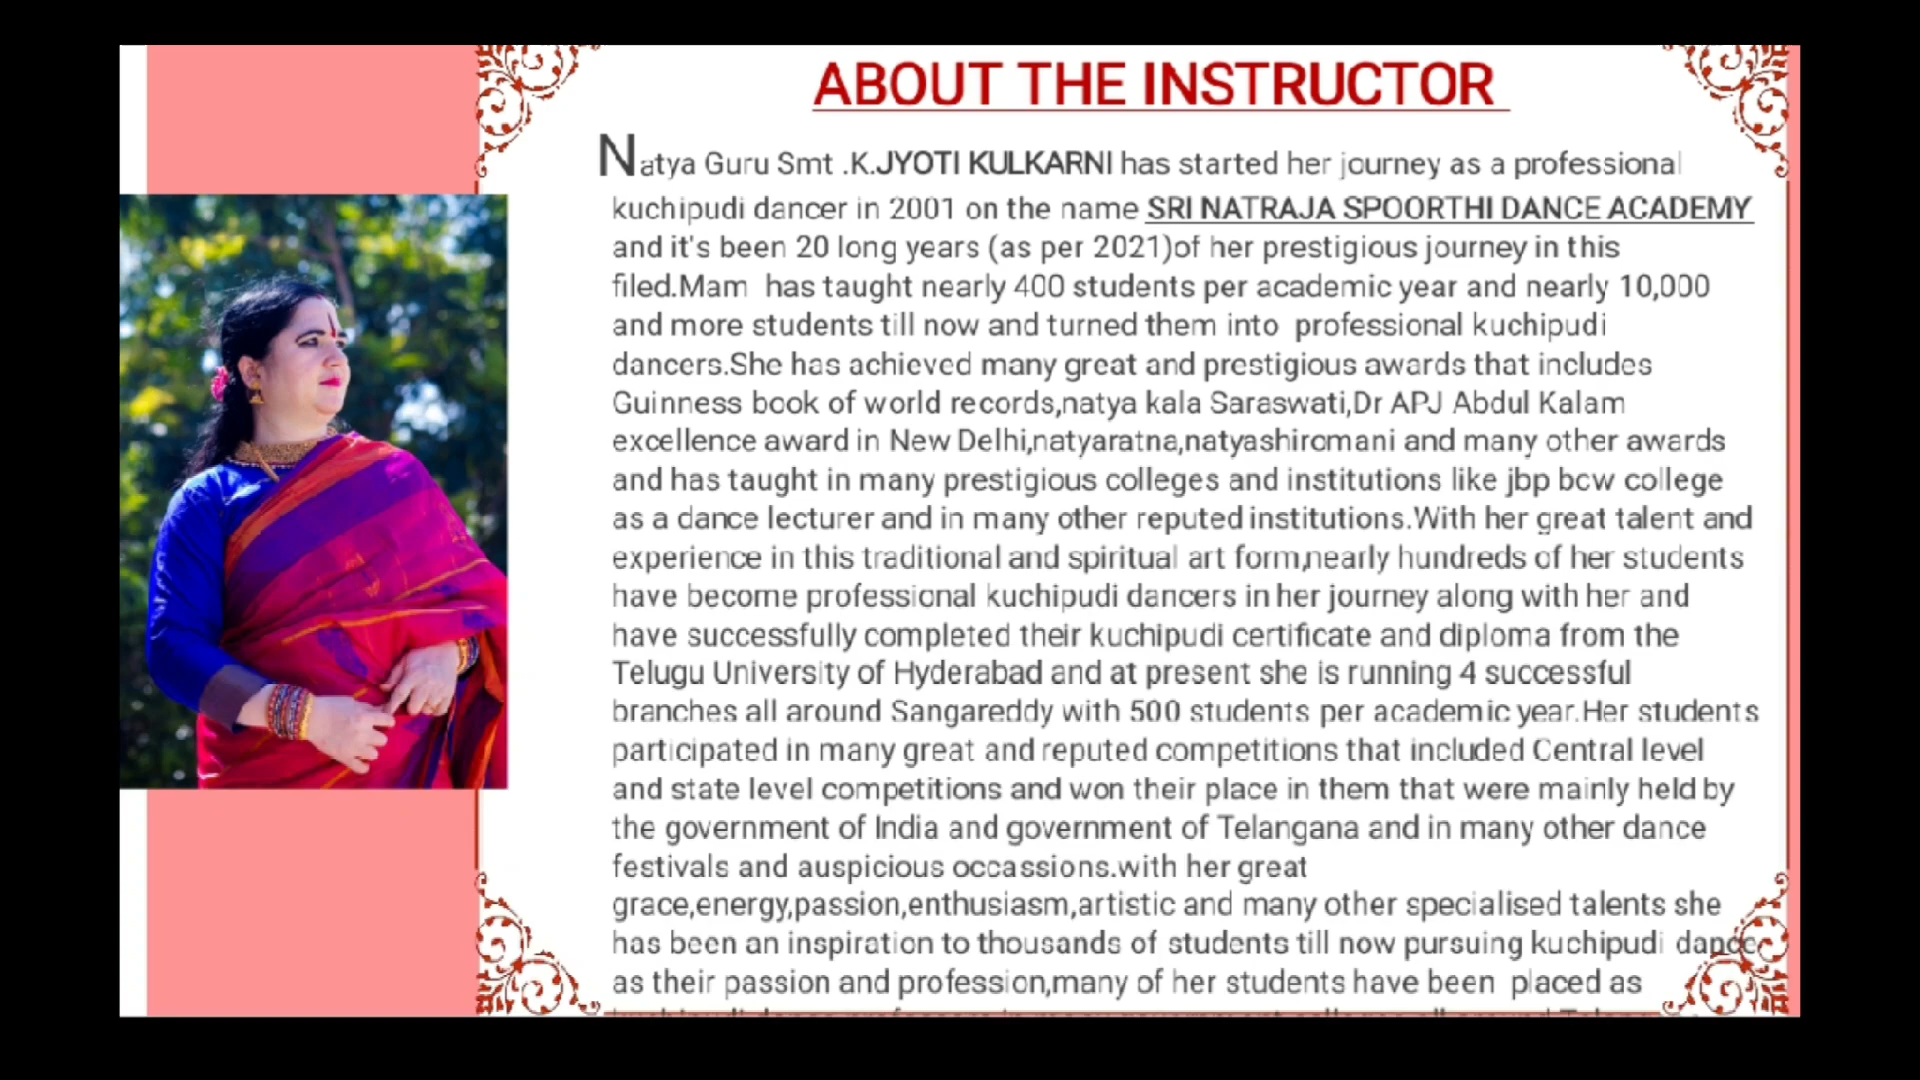 ABOUT THE INSTRUCTOR
Natya Guru Smt .K.JYOTI KULKARNI has started her journey as a professional
kuchipudi dancer in 2001 on the name SRI NATRAJA SPOORTHI DANCE ACADEMY
and it's been 20 long years (as per 2021)of her prestigious journey in this
filed.Mam has taught nearly 400 students per academic year and nearly 10,000
and more students till now and turned them into professional kuchipudi
dancers.She has achieved many great and prestigious awards that includes
Guinness book of world records,natya kala Saraswati,Dr APJ Abdul Kalam
excellence award in New Delhi,natyaratna,natyashiromani and many other awards
and has taught in many prestigious colleges and institutions like jbp bcw college
as a dance lecturer and in many other reputed institutions.With her great talent and
experience in this traditional and spiritual art form,nearly hundreds of her students
have become professional kuchipudi dancers in her journey along with her and
have successfully completed their kuchipudi certificate and diploma from the
Telugu University of Hyderabad and at present she is running 4 successful
branches all around Sangareddy with 500 students per academic year.Her students
participated in many great and reputed competitions that included Central level
and state level competitions and won their place in them that were mainly held by
the government of India and government of Telangana and in many other dance
festivals and auspicious occassions.with her great
grace,energy,passion,enthusiasm,artistic and many other specialised talents she
has been an inspiration to thousands of students till now pursuing kuchipudi dance
as their passion and profession,many of her students have been placed as